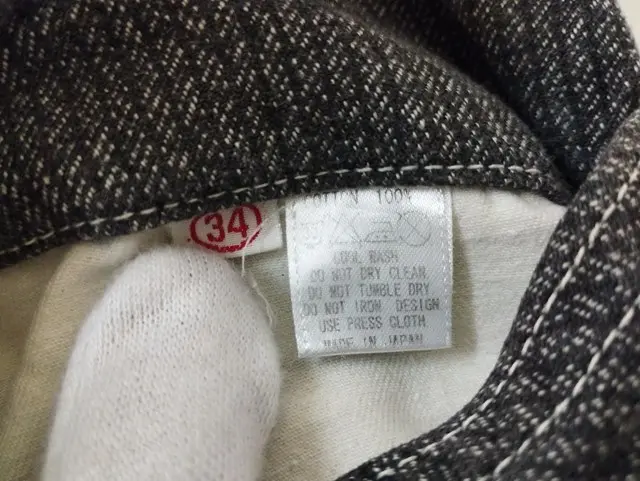 34
COTTON 100%
COOL WASH
DO NOT DRY CLEAN
DO NOT TUMBLE DRY
DO NOT IRON DESIGN
USE PRESS CLOTH
MADE IN JAPAN